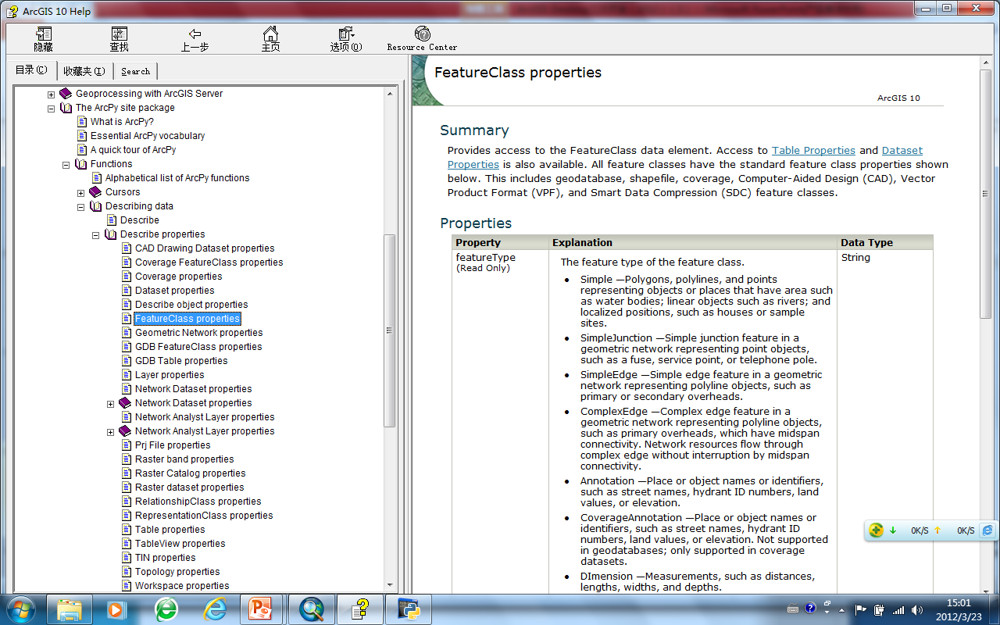 ArcGIS 10 Help
隐藏
查找
上一步
主页
选项(O)
Resource Center
目录(C)
收藏夹(I)
Search
Geoprocessing with ArcGIS Server
The ArcPy site package
What is ArcPy?
Essential ArcPy vocabulary
A quick tour of ArcPy
Functions
Alphabetical list of ArcPy functions
Cursors
Describing data
Describe
Describe properties
CAD Drawing Dataset properties
Coverage FeatureClass properties
Coverage properties
Dataset properties
Describe object properties
FeatureClass properties
Geometric Network properties
GDB FeatureClass properties
GDB Table properties
Layer properties
Network Dataset properties
Network Dataset properties
Network Analyst Layer properties
Network Analyst Layer properties
Prj File properties
Raster band properties
Raster Catalog properties
Raster dataset properties
RelationshipClass properties
RepresentationClass properties
Table properties
TableView properties
TIN properties
Topology properties
Workspace properties
FeatureClass properties
ArcGIS 10
Summary
Provides access to the FeatureClass data element. Access to Table Properties and Dataset
Properties is also available. All feature classes have the standard feature class properties shown
below. This includes geodatabase, shapefile, coverage, Computer-Aided Design (CAD), Vector
Product Format (VPF), and Smart Data Compression (SDC) feature classes.
Properties
Property Explanation Data Type
featureType
(Read Only)
The feature type of the feature class.
• Simple —Polygons, polylines, and points
representing objects or places that have area such
as water bodies; linear objects such as rivers; and
localized positions, such as houses or sample
sites.
• SimpleJunction —Simple junction feature in a
geometric network representing point objects,
such as a fuse, service point, or telephone pole.
• SimpleEdge —Simple edge feature in a geometric
network representing polyline objects, such as
primary or secondary overheads.
• ComplexEdge —Complex edge feature in a
geometric network representing polyline objects,
such as primary overheads, which have midspan
connectivity. Network resources flow through
complex edge without interruption by midspan
connectivity.
• Annotation —Place or object names or identifiers,
such as street names, hydrant ID numbers, land
values, or elevation.
• CoverageAnnotation —Place or object names or
identifiers, such as street names, hydrant ID
numbers, land values, or elevation. Not supported
in geodatabases; only supported in coverage
datasets.
• DImension —Measurements, such as distances,
lengths, widths, and depths.
String
0K/S 0K/S
15:01
2012/3/23